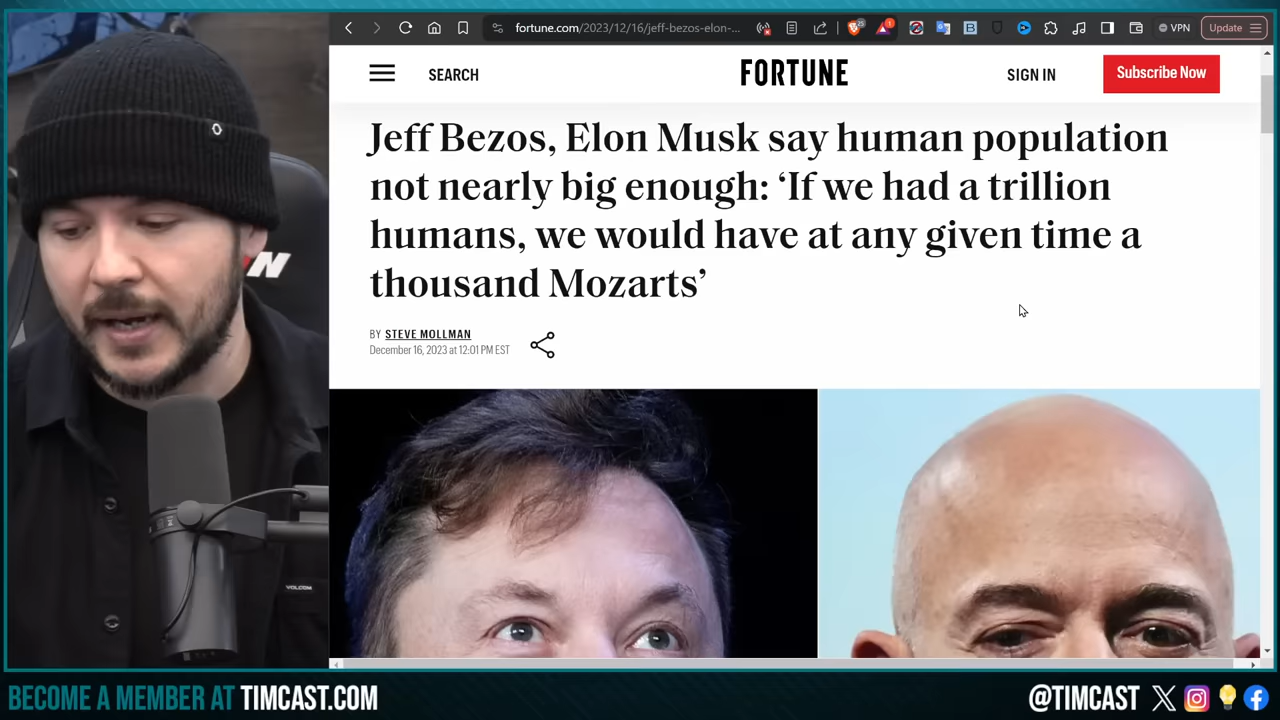 fortune.com/2023/12/16/jeff-bezos-elon-...
VPN
Update
SEARCH
FORTUNE
SIGN IN
Subscribe Now
Jeff Bezos, Elon Musk say human population
not nearly big enough: ‘If we had a trillion
humans, we would have at any given time a
thousand Mozarts’
BY STEVE MOLLMAN
December 16, 2023 at 12:01 PM EST
VOLCOM
BECOME A MEMBER AT TIMCAST.COM
@TIMCAST